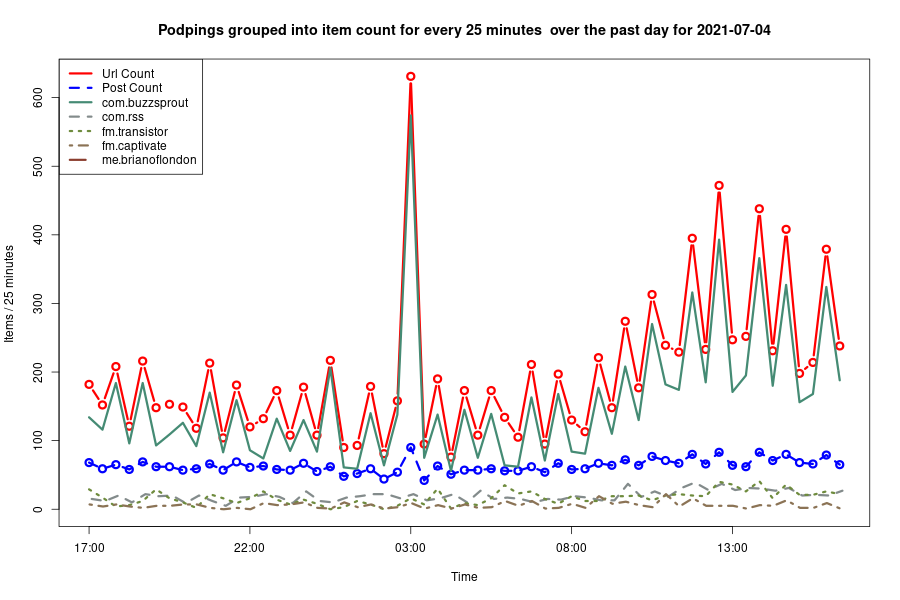 Podpings grouped into item count for every 25 minutes  over the past day for 2021-07-04
Url Count
Post Count
com.buzzsprout
com.rss
fm.transistor
fm.captivate
me.brianoflondon
Items / 25 minutes
600
500
400
300
200
100
0
17:00 22:00 03:00 08:00 13:00
Time